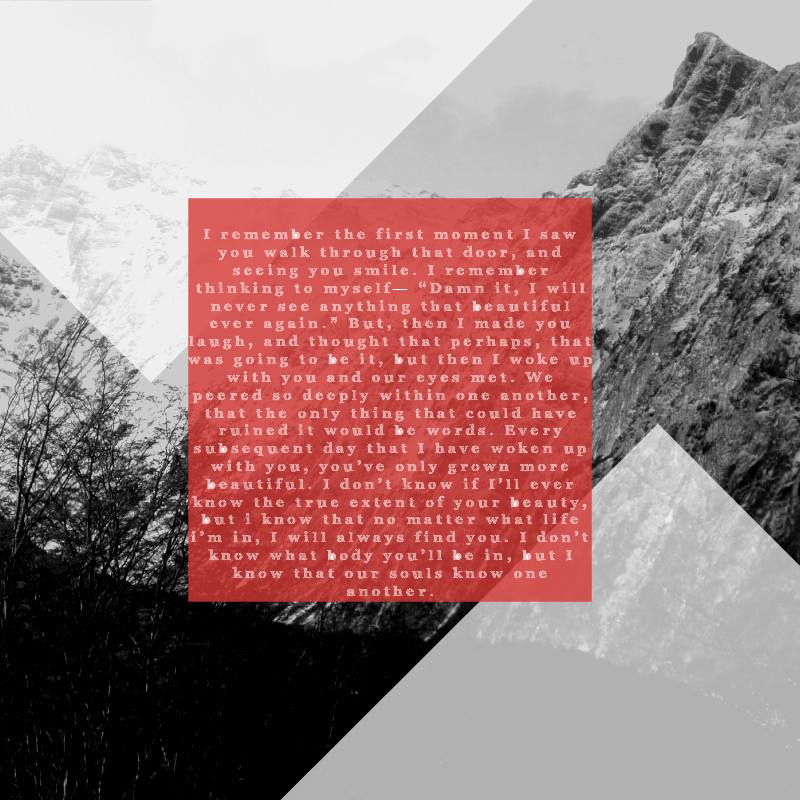 I remember the first moment I saw
you walk through that door, and
seeing you smile. I remember
thinking to myself— “Damn it, I will
never see anything that beautiful
ever again.” But, then I made you
laugh, and thought that perhaps, that
was going to be it, but then I woke up
with you and our eyes met. We
peered so deeply within one another,
that the only thing that could have
ruined it would be words. Every
subsequent day that I have woken up
with you, you’ve only grown more
beautiful. I don’t know if I’ll ever
know the true extent of your beauty,
but i know that no matter what life
i’m in, I will always find you. I don’t
know what body you’ll be in, but I
know that our souls know one
another.